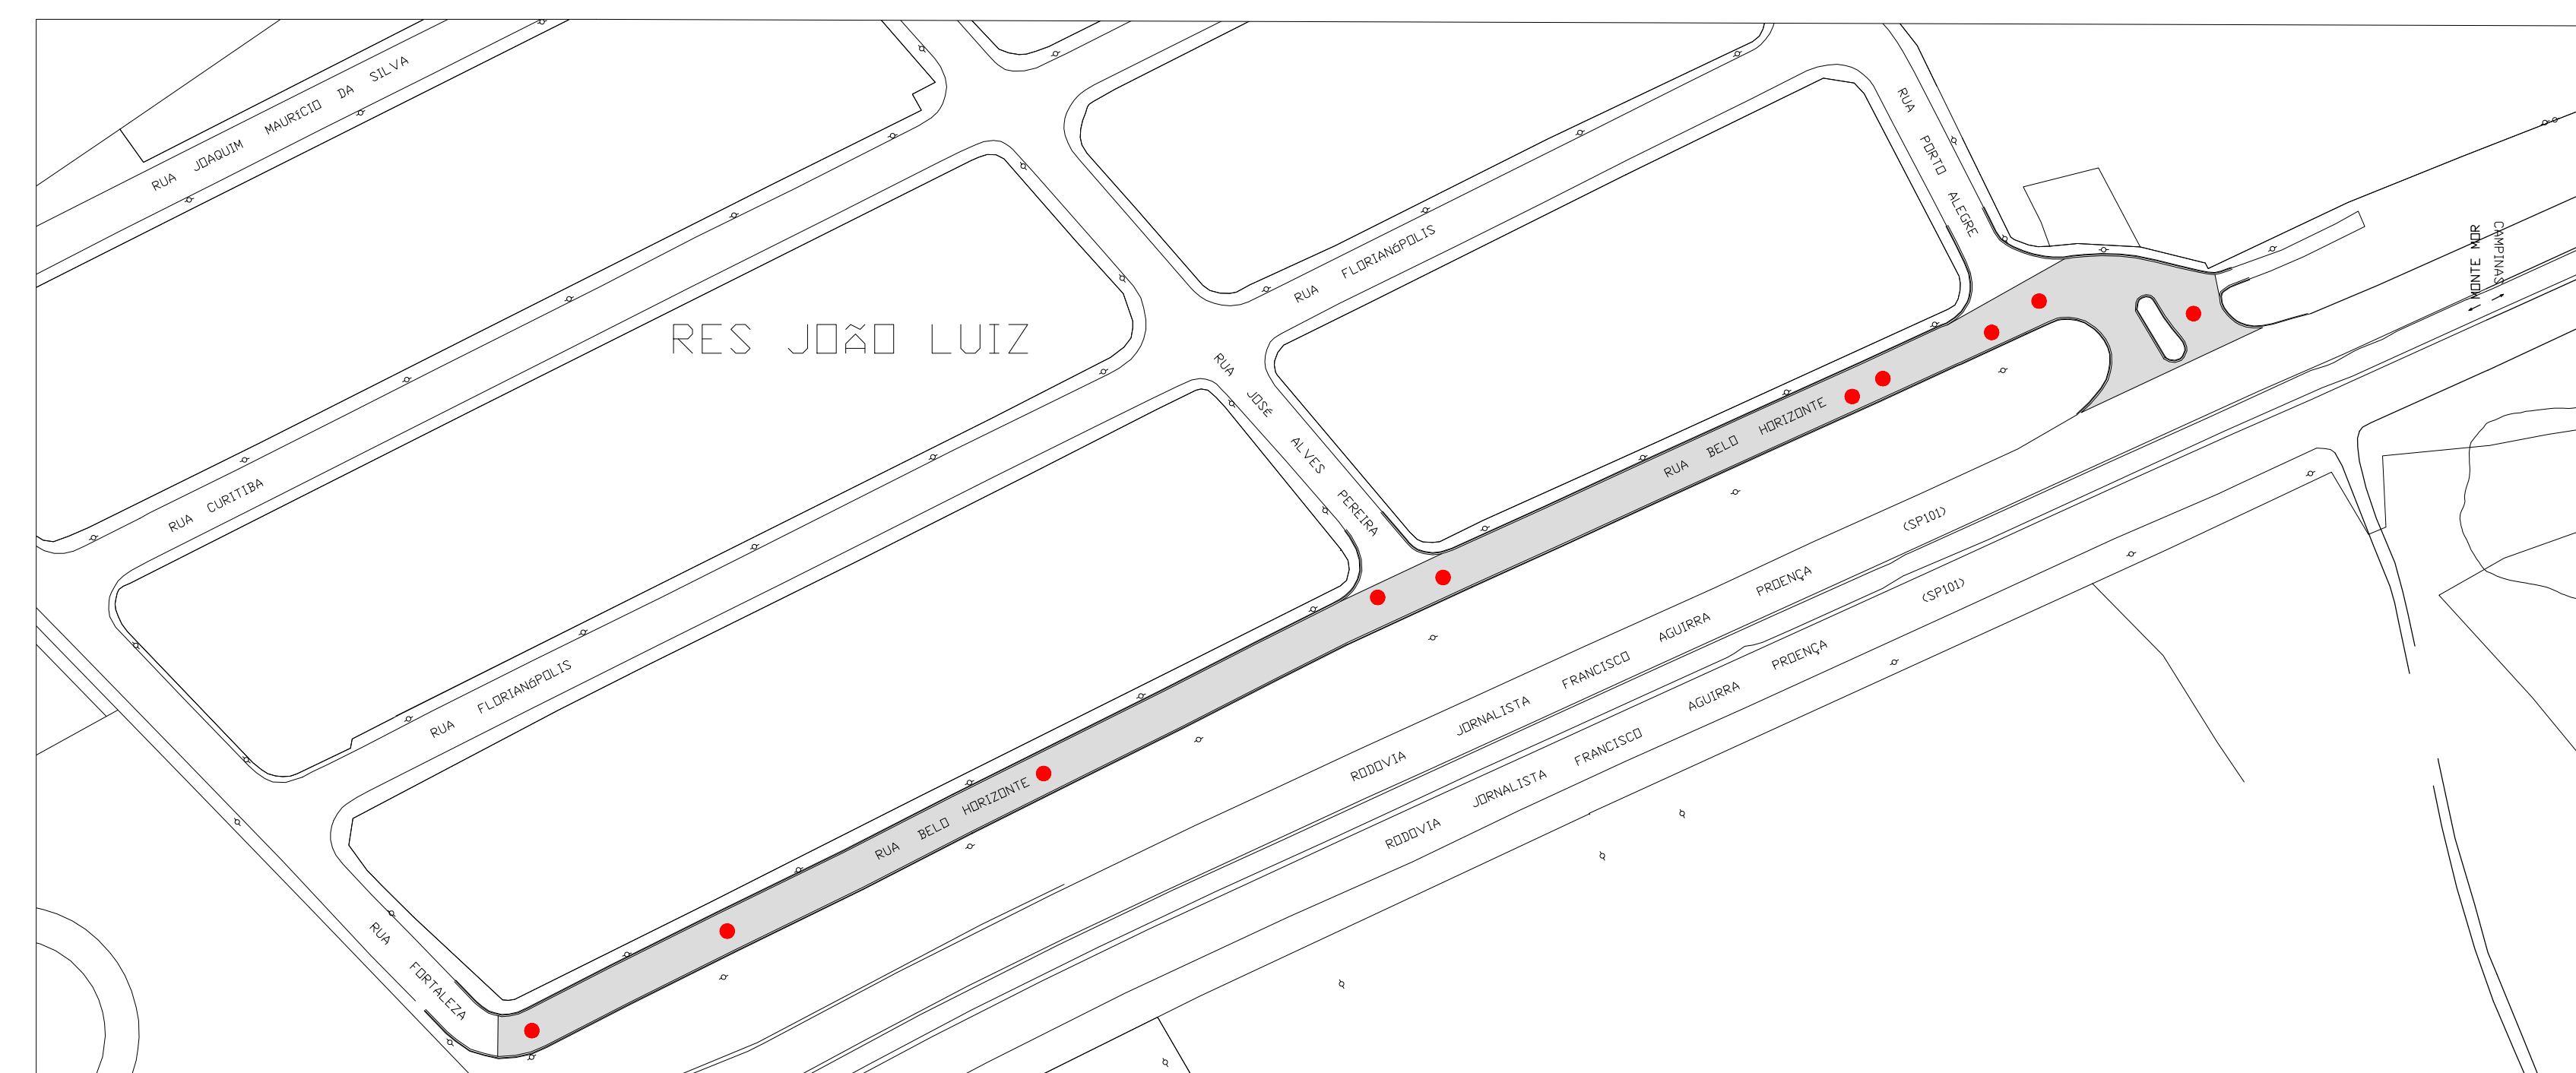 RUA JOAQUIM MAURíCIO DA SILVA
RUA PORTO ALEGRE
RUA FLORIANóPOLIS
MONTE MOR
CAMPINAS
RES JOãO LUIZ
RUA JOSé ALVES PEREIRA
RUA CURITIBA
RUA BELO HORIZONTE
(SP101)
RODOVIA JORNALISTA FRANCISCO AGUIRRA PROENÇA
(SP101)
RODOVIA JORNALISTA FRANCISCO AGUIRRA PROENÇA
RUA FLORIANóPOLIS
RUA BELO HORIZONTE
RUA FORTALEZA